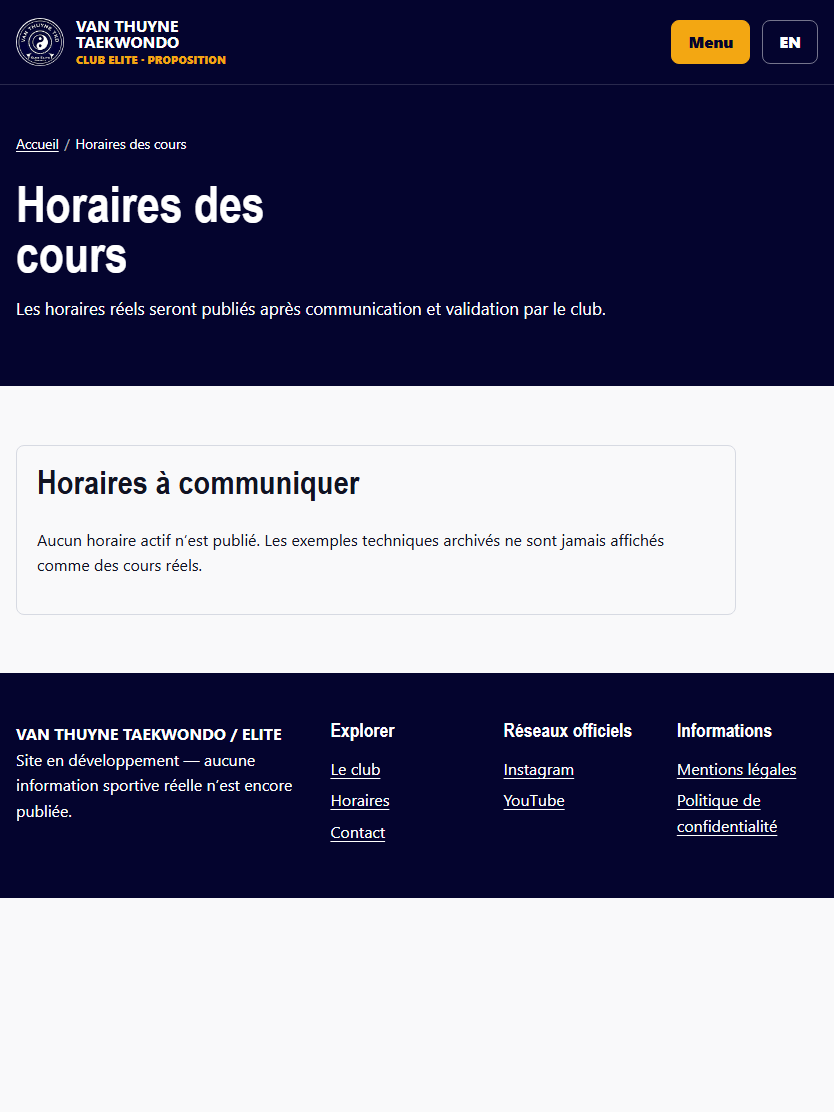 VAN THUYNE
TAEKWONDO
CLUB ELITE · PROPOSITION
Menu
EN
Accueil / Horaires des cours
Horaires des
cours
Les horaires réels seront publiés après communication et validation par le club.
Horaires à communiquer
Aucun horaire actif n’est publié. Les exemples techniques archivés ne sont jamais affichés
comme des cours réels.
VAN THUYNE TAEKWONDO / ELITE
Site en développement — aucune
information sportive réelle n’est encore
publiée.
Explorer
Le club
Horaires
Contact
Réseaux officiels
Instagram
YouTube
Informations
Mentions légales
Politique de
confidentialité